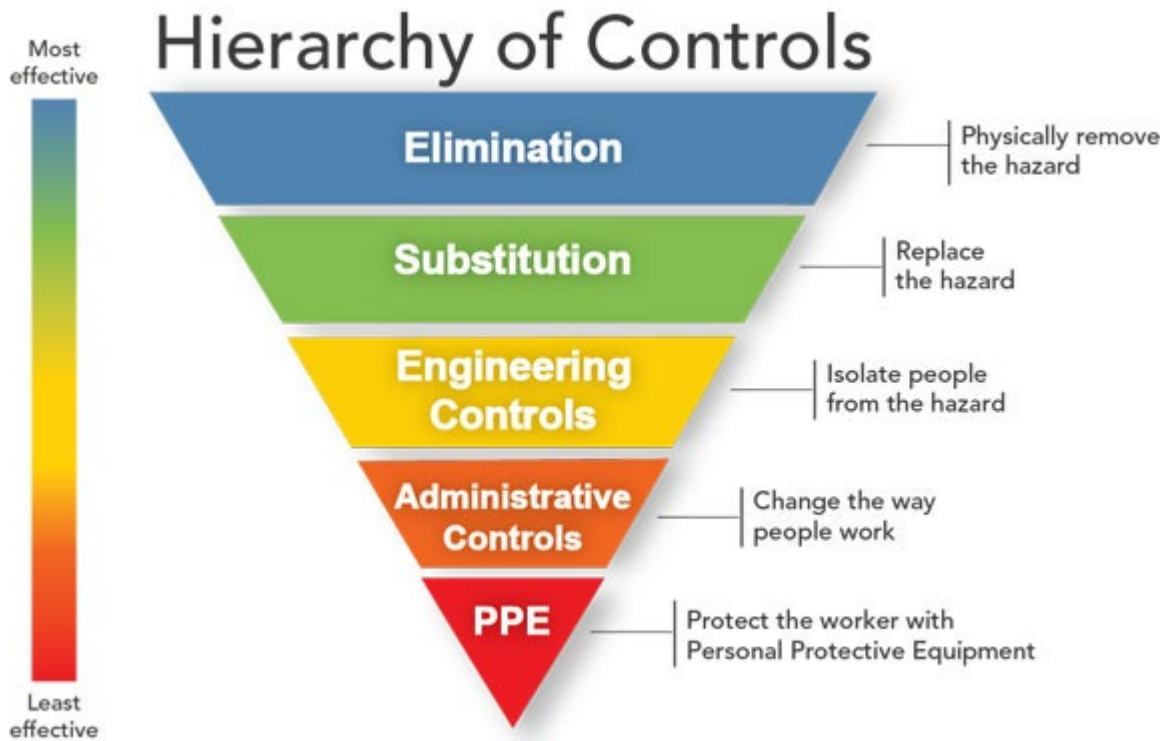 Hierarchy of Controls
Most
effective
Elimination
Physically remove
the hazard
Substitution
Replace
the hazard
Engineering
Controls
Isolate people
from the hazard
Administrative
Controls
Change the way
people work
PPE
Protect the worker with
Personal Protective Equipment
Least
effective